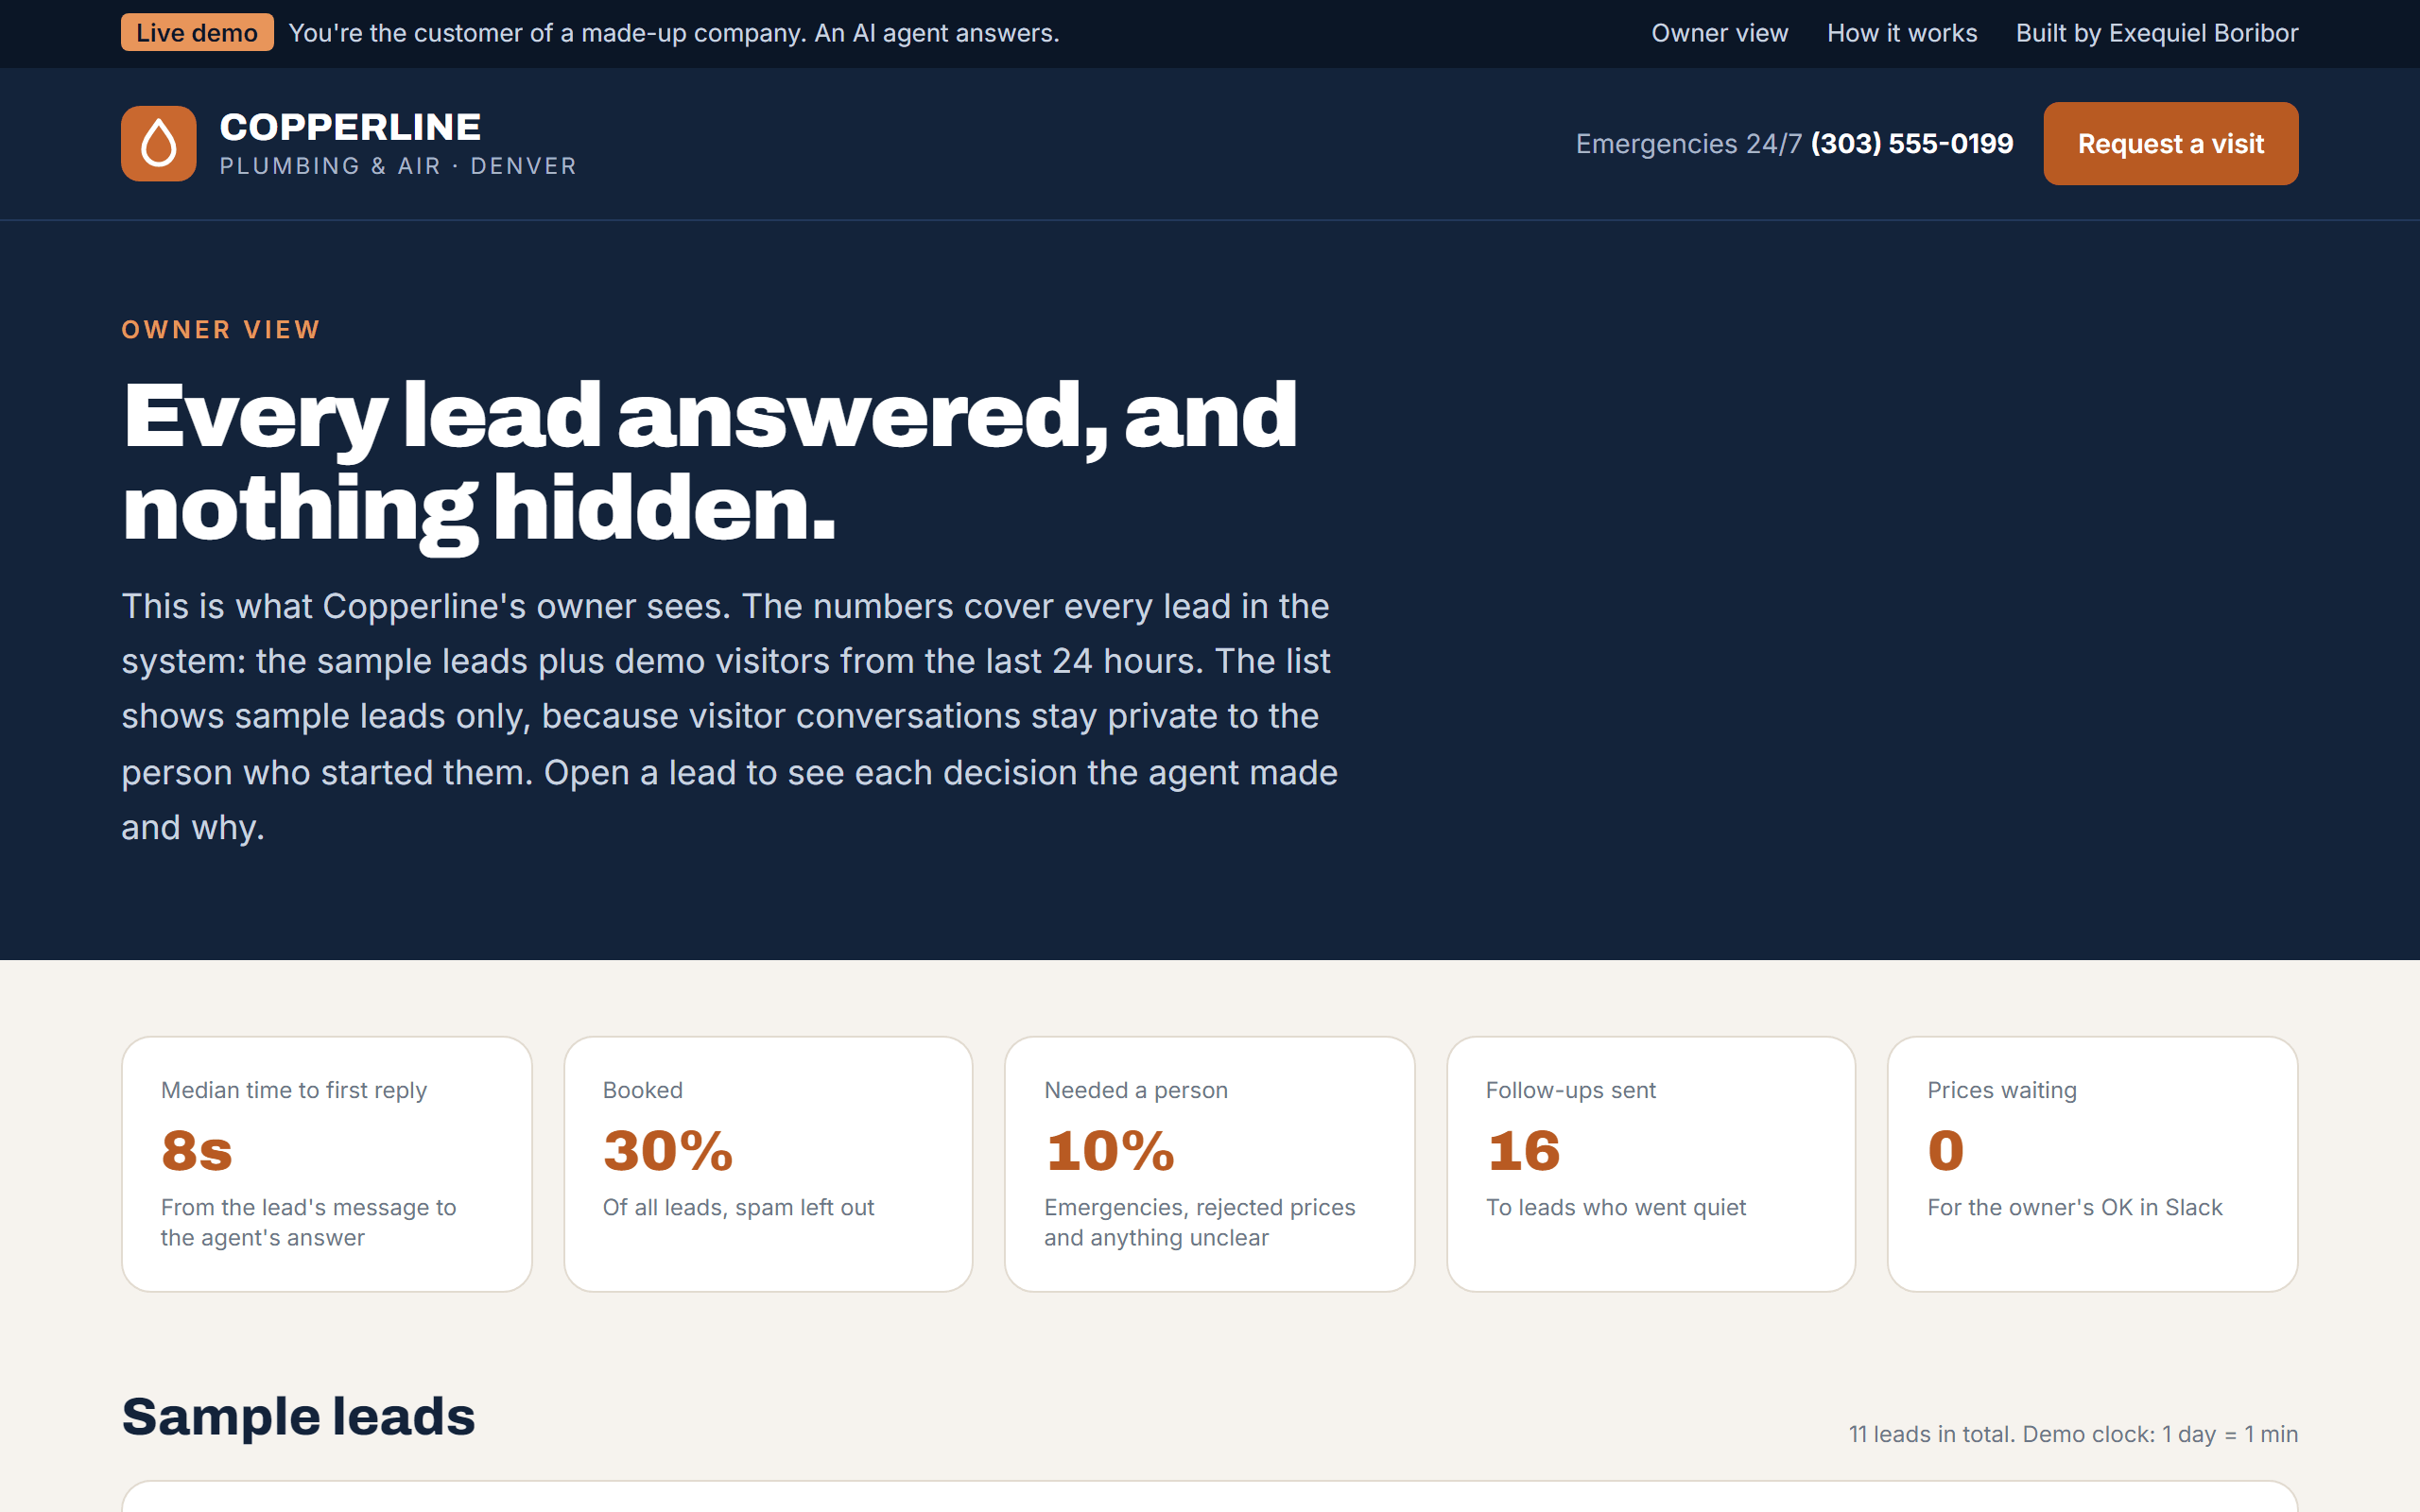 Live demo You're the customer of a made-up company. An AI agent answers. Owner view How it works Built by Exequiel Boribor
COPPERLINE
PLUMBING & AIR · DENVER
Emergencies 24/7 (303) 555-0199 Request a visit
OWNER VIEW
Every lead answered, and
nothing hidden.
This is what Copperline's owner sees. The numbers cover every lead in the
system: the sample leads plus demo visitors from the last 24 hours. The list
shows sample leads only, because visitor conversations stay private to the
person who started them. Open a lead to see each decision the agent made
and why.
Median time to first reply
8s
From the lead's message to
the agent's answer
Booked
30%
Of all leads, spam left out
Needed a person
10%
Emergencies, rejected prices
and anything unclear
Follow-ups sent
16
To leads who went quiet
Prices waiting
0
For the owner's OK in Slack
Sample leads
11 leads in total. Demo clock: 1 day = 1 min